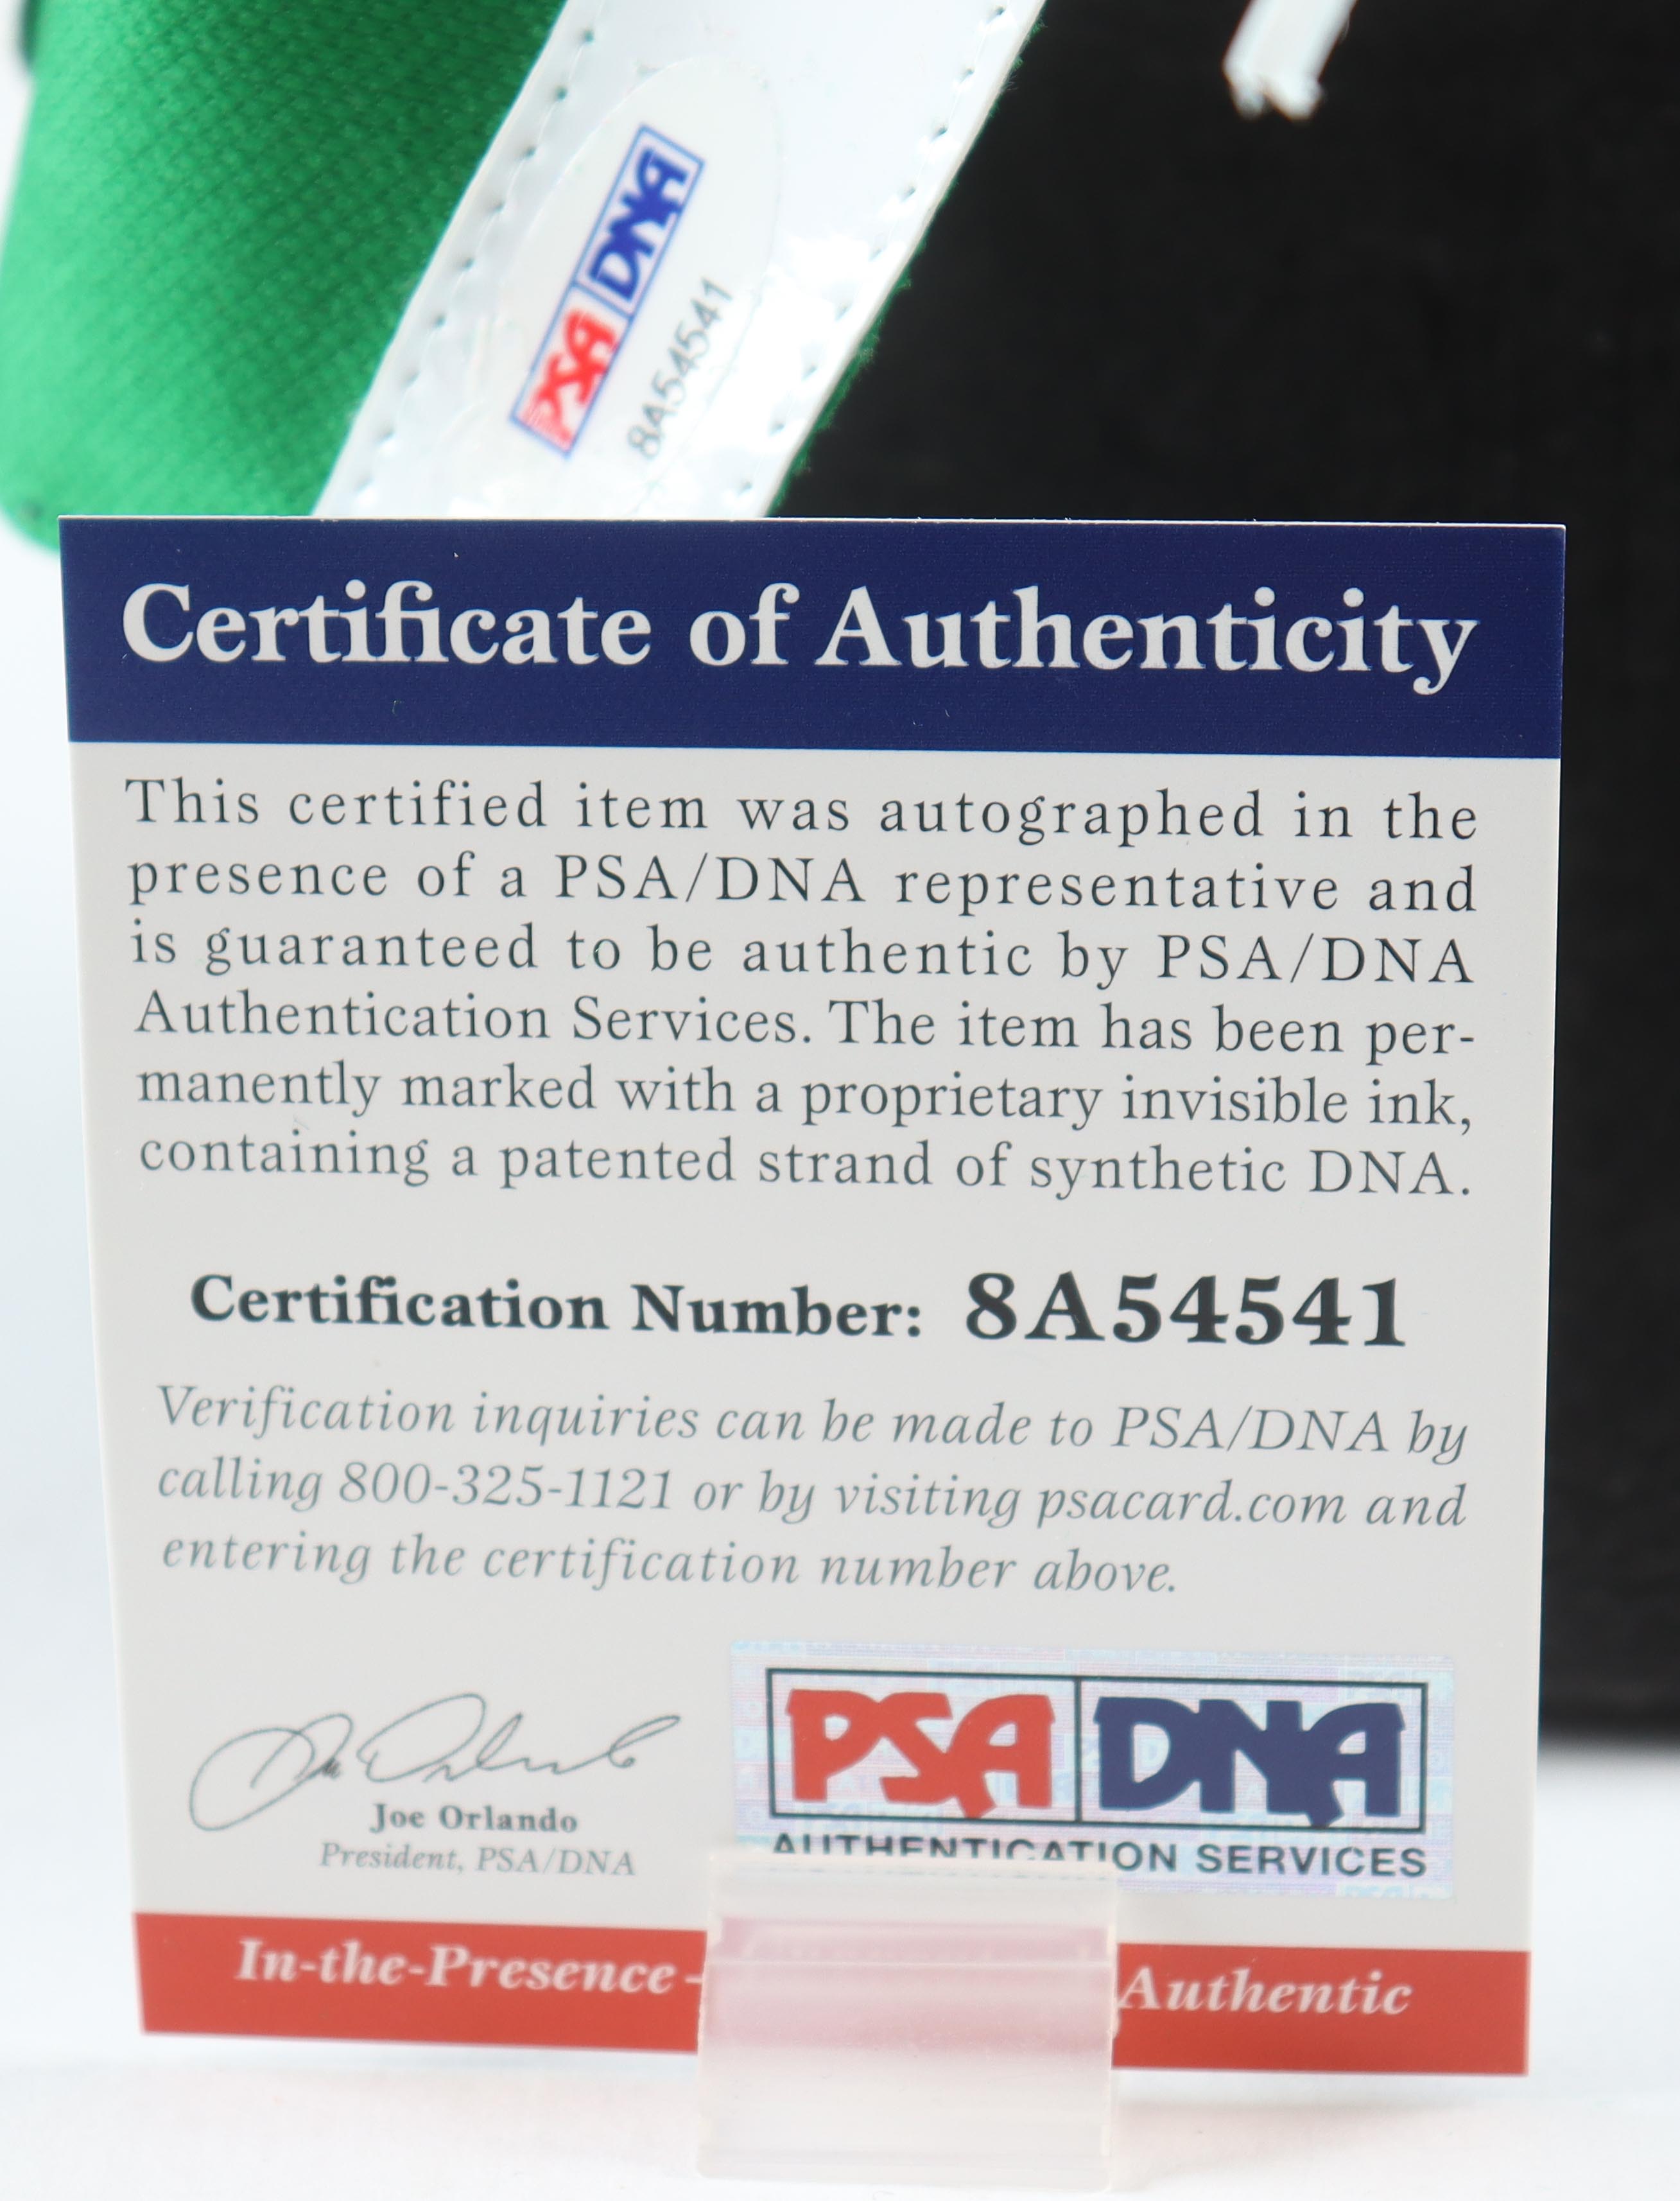 PSA DNA
8A54541
Certificate of Authenticity
This certified item was autographed in the
presence of a PSA/DNA representative and
is guaranteed to be authentic by PSA/DNA
Authentication Services. The item has been per-
manently marked with a proprietary invisible ink,
containing a patented strand of synthetic DNA.
Certification Number: 8A54541
Verification inquiries can be made to PSA/DNA by
calling 800-325-1121 or by visiting psacard.com and
entering the certification number above.
Joe Orlando
President, PSA/DNA
PSA DNA
AUTHENTICATION SERVICES
In-the-Presence - Authentic